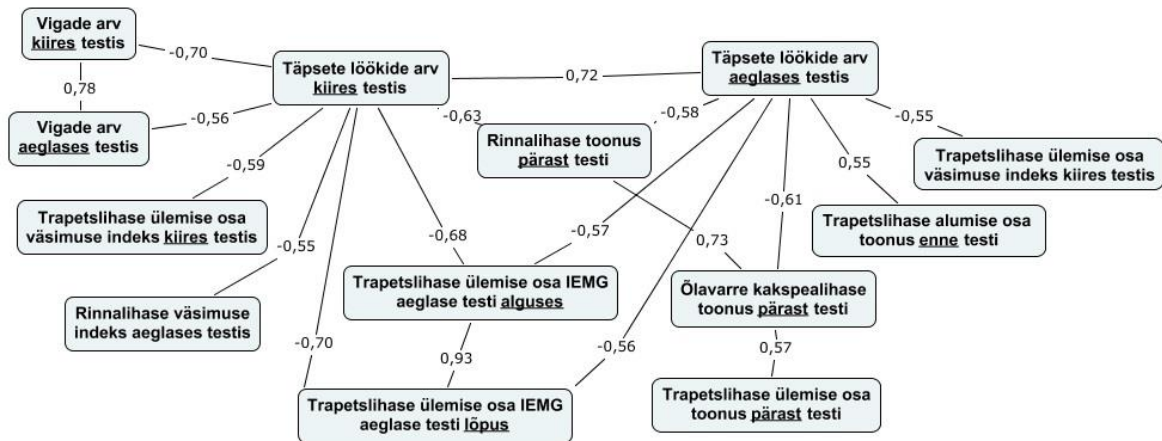 Vigade arv
kiires testis
-0,70
Täpsete löökide arv
kiires testis
0,72
Täpsete löökide arv
aeglases testis
0,78
Vigade arv
aeglases testis
-0,56
-0,63
Rinnalihase toonus
pärast testi
-0,58
-0,55
Trapetslihase ülemise osa
väsimuse indeks kiires testis
-0,59
0,55
Trapetslihase ülemise osa
väsimuse indeks kiires testis
-0,61
Trapetslihase alumise osa
toonus enne testi
-0,55
-0,68
-0,57
0,73
Trapetslihase ülemise osa IEMG
aeglase testi alguses
Õlavarre kakspealihase
toonus pärast testi
Rinnalihase väsimuse
indeks aeglases testis
-0,70
0,93
-0,56
0,57
Trapetslihase ülemise osa IEMG
aeglase testi lõpus
Trapetslihase ülemise osa
toonus pärast testi